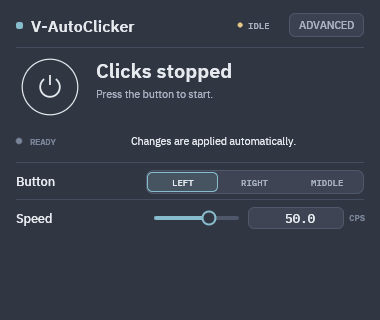 V-AutoClicker
IDLE
ADVANCED
Clicks stopped
Press the button to start.
READY
Changes are applied automatically.
Button
LEFT
RIGHT
MIDDLE
Speed
50.0
CPS